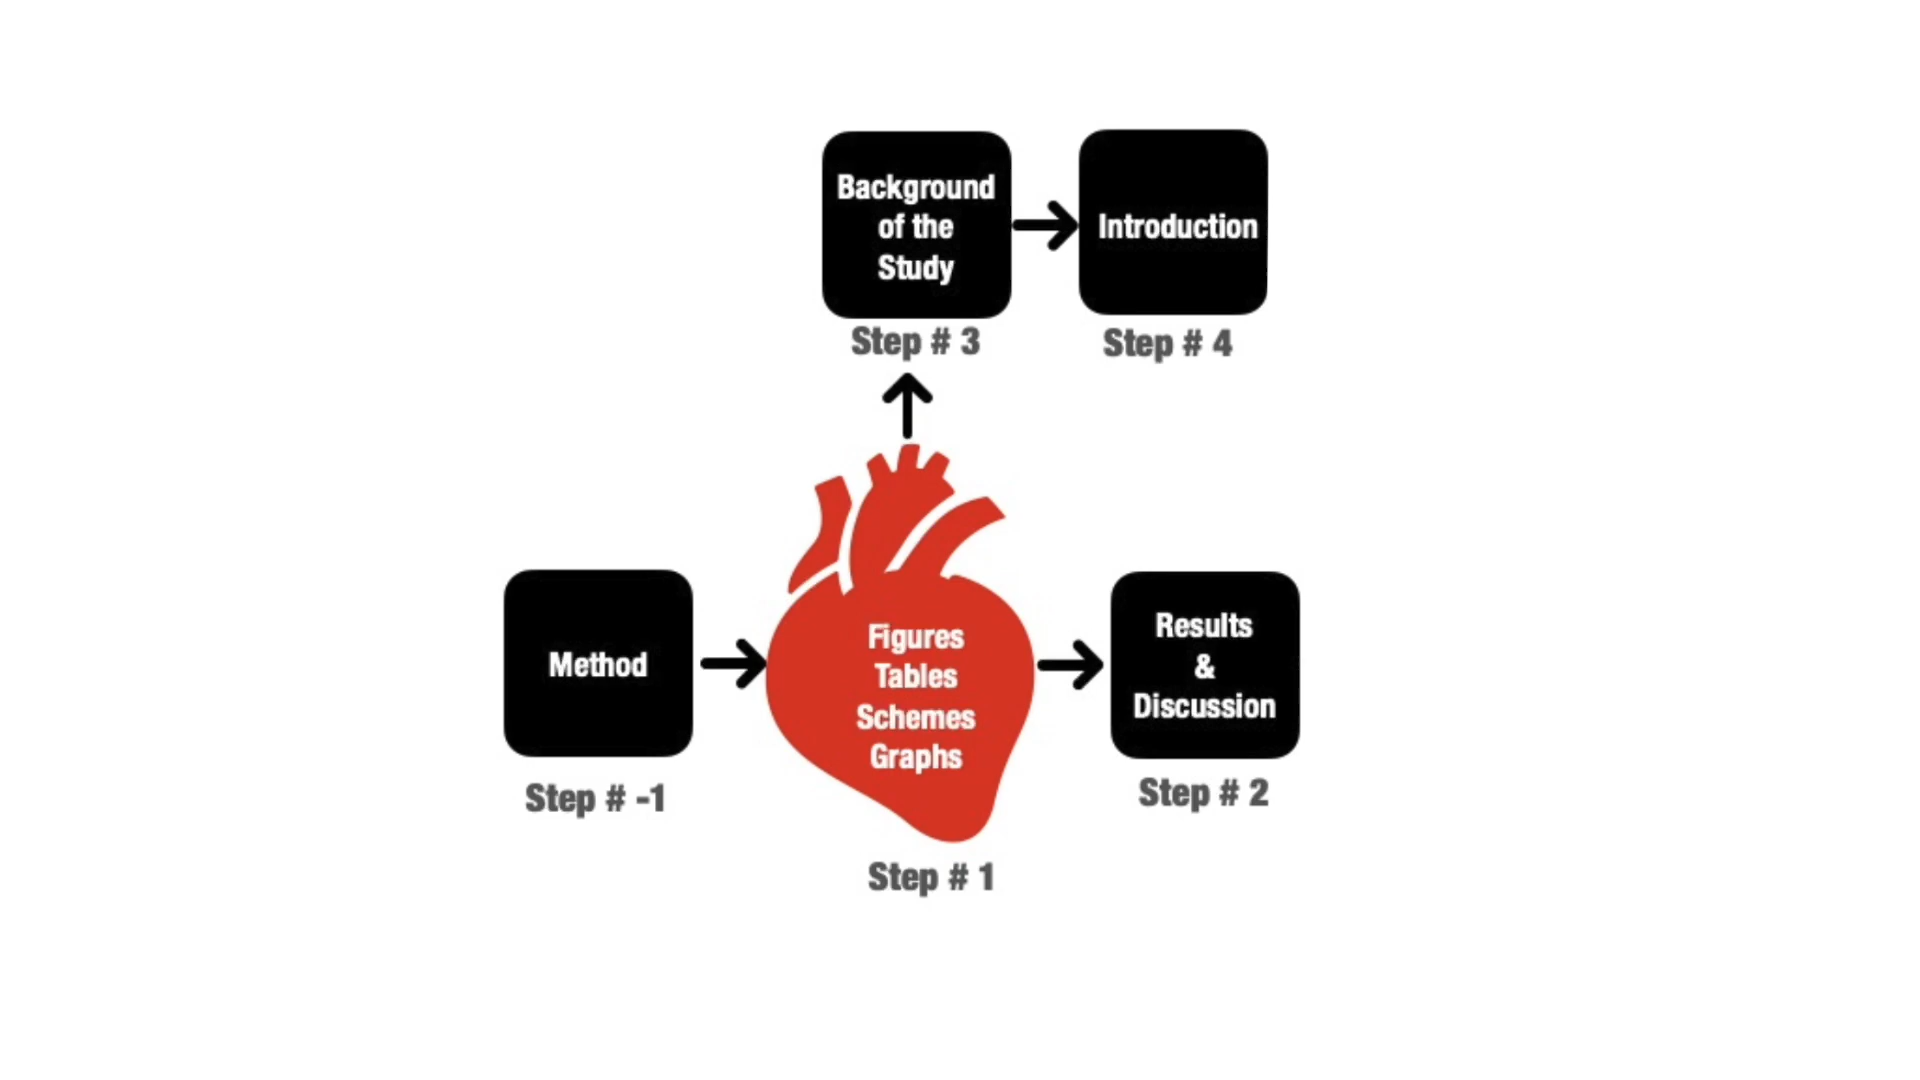 Background
of the
Study
Step # 3
Introduction
Step # 4
Method
Step # -1
Figures
Tables
Schemes
Graphs
Step # 1
Results
&
Discussion
Step # 2